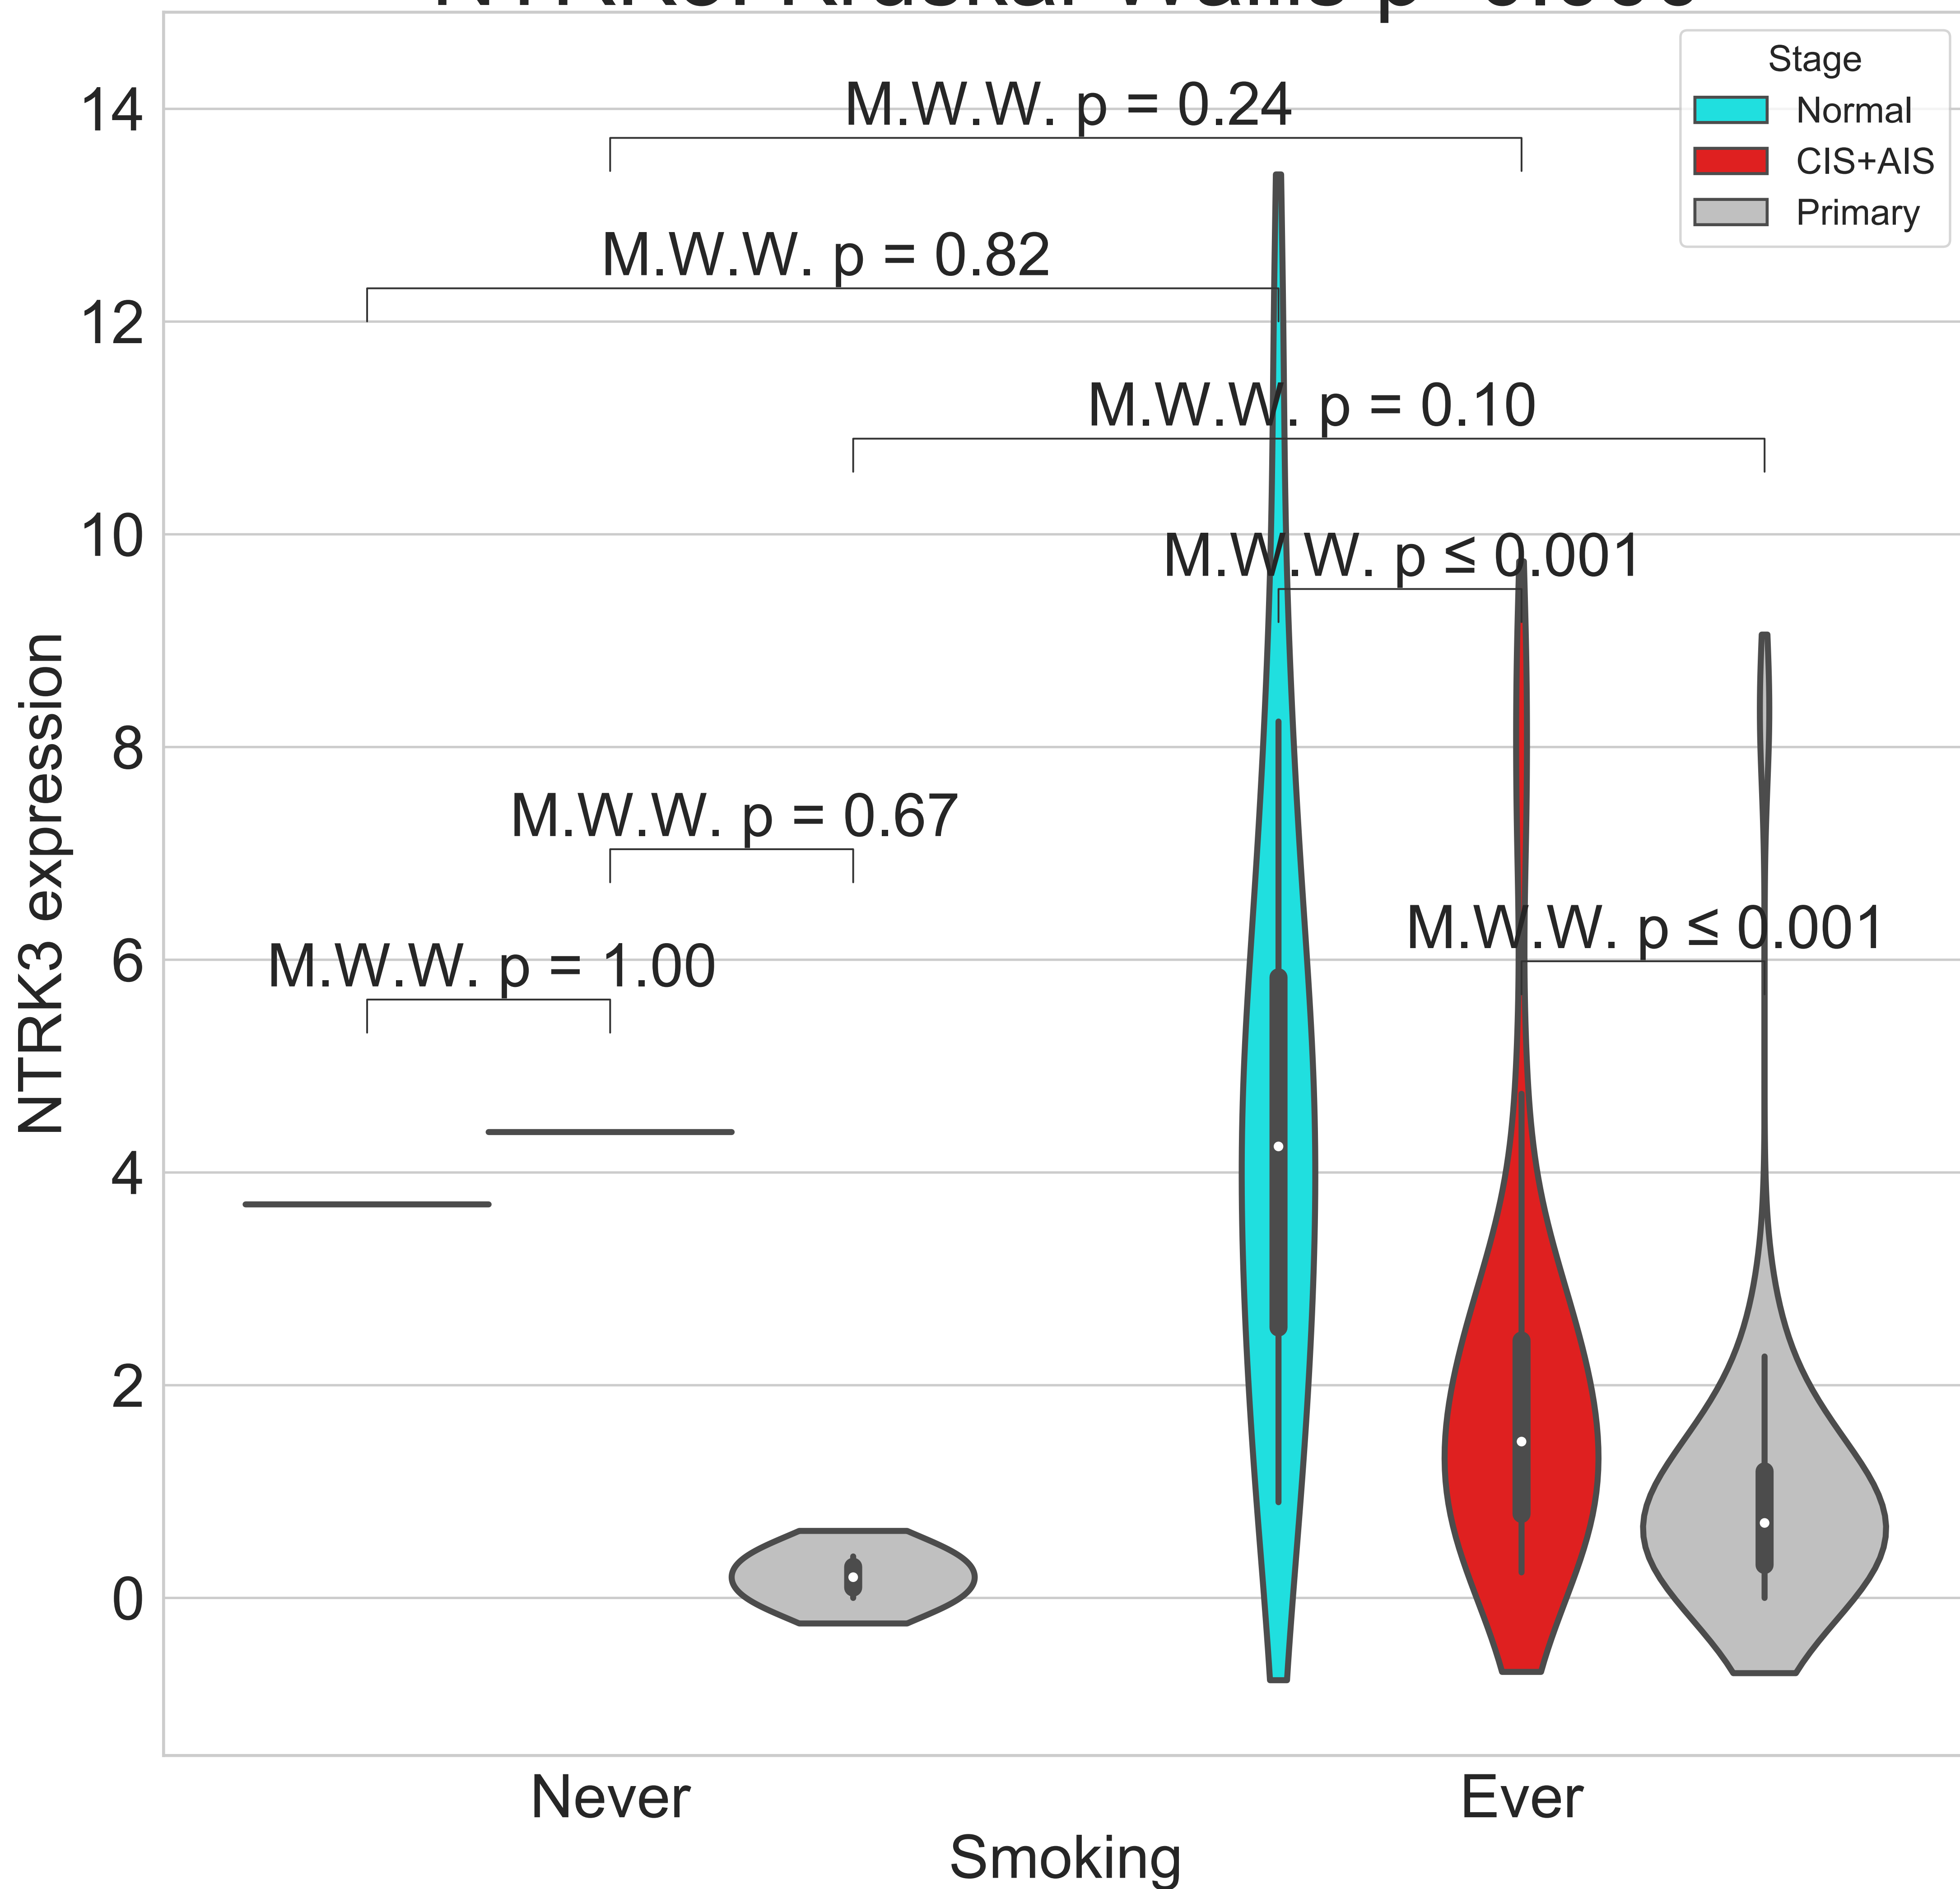 Stage
Normal
CIS+AIS
Primary
M.W.W. p = 0.24
M.W.W. p = 0.82
M.W.W. p = 0.10
M.W.W. p ≤ 0.001
M.W.W. p = 0.67
M.W.W. p ≤ 0.001
M.W.W. p = 1.00
14
12
10
8
6
4
2
0
NTRK3 expression
Never
Ever
Smoking